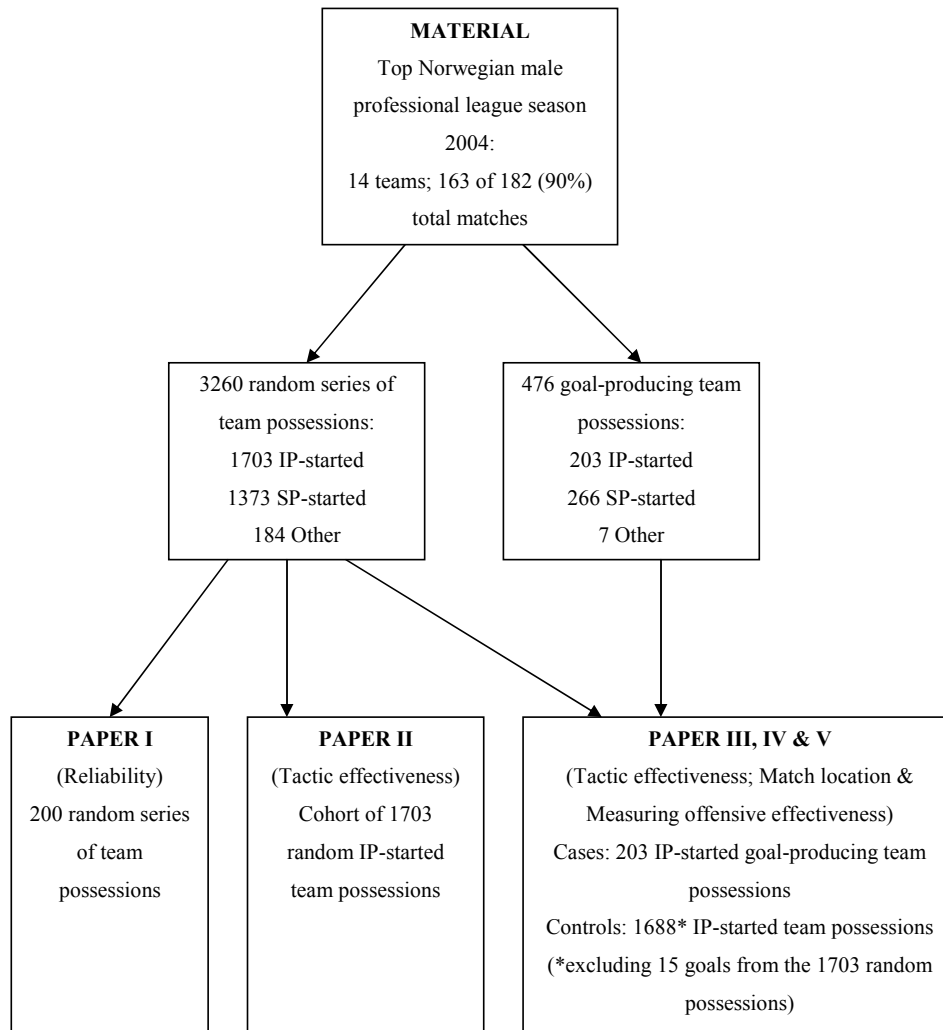 MATERIAL
Top Norwegian male
professional league season
2004:
14 teams; 163 of 182 (90%)
total matches
3260 random series of
team possessions:
1703 IP-started
1373 SP-started
184 Other
476 goal-producing team
possessions:
203 IP-started
266 SP-started
7 Other
PAPER I
(Reliability)
200 random series
of team
possessions
PAPER II
(Tactic effectiveness)
Cohort of 1703
random IP-started
team possessions
PAPER III, IV & V
(Tactic effectiveness; Match location &
Measuring offensive effectiveness)
Cases: 203 IP-started goal-producing team
possessions
Controls: 1688* IP-started team possessions
(*excluding 15 goals from the 1703 random
possessions)